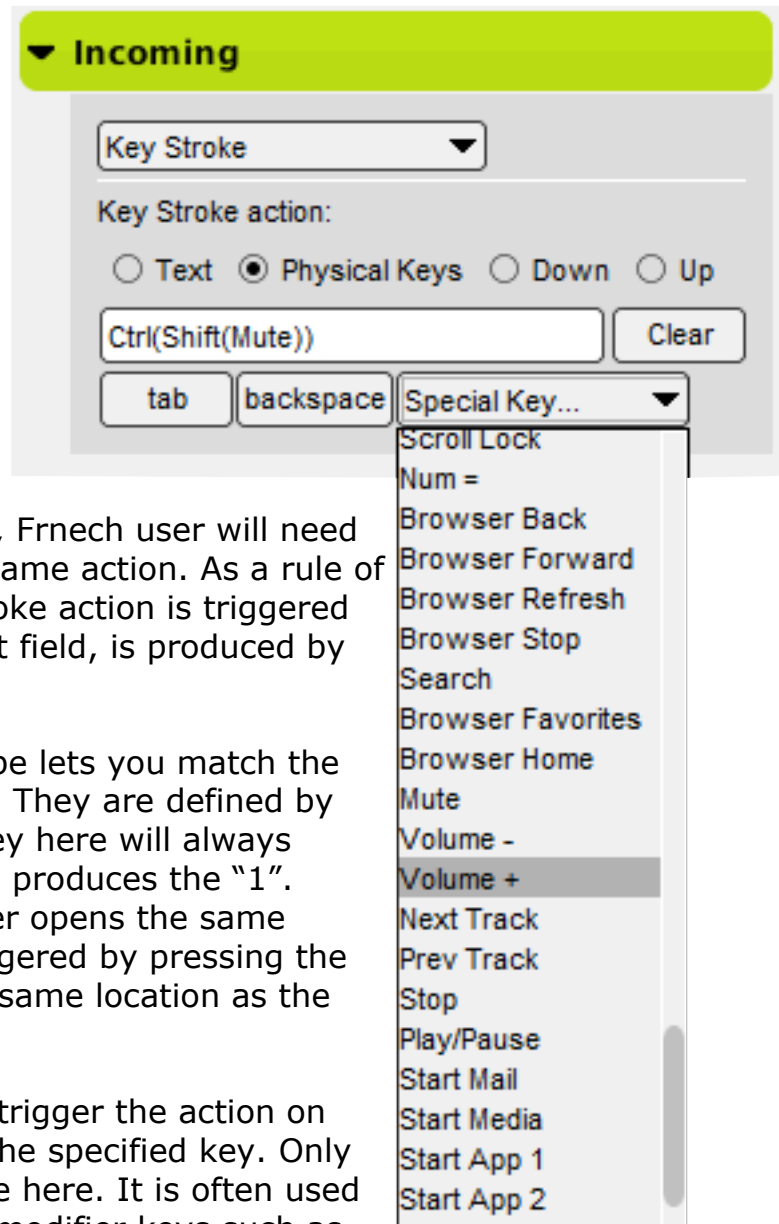 Incoming
Key Stroke
Key Stroke action:
Text Physical Keys Down Up
Ctrl(Shift(Mute)) Clear
tab backspace Special Key...
Scroll Lock
Num =
Browser Back
Browser Forward
Browser Refresh
Browser Stop
Search
Browser Favorites
Browser Home
Mute
Volume -
Volume +
Next Track
Prev Track
Stop
Play/Pause
Start Mail
Start Media
Start App 1
Start App 2
, Frnech user will need
ame action. As a rule of
oke action is triggered
t field, is produced by
pe lets you match the
They are defined by
ey here will always
produces the “1”.
er opens the same
ggered by pressing the
same location as the
trigger the action on
he specified key. Only
e here. It is often used
modifier keys such as